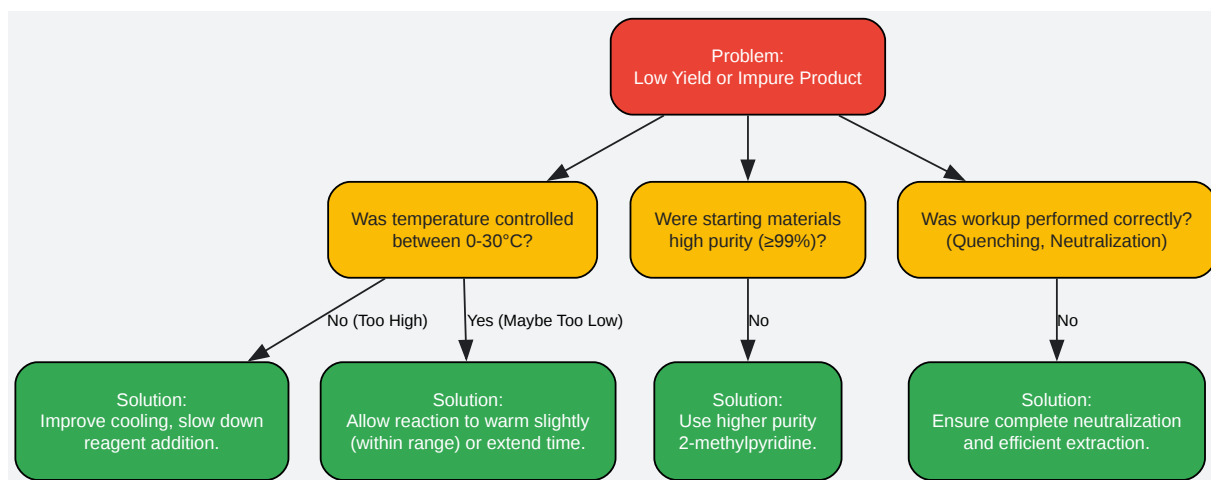 Problem:
Low Yield or Impure Product
Was temperature controlled
between 0-30°C?
Were starting materials
high purity (≥99%)?
Was workup performed correctly?
(Quenching, Neutralization)
No (Too High)
Yes (Maybe Too Low)
No
No
Solution:
Improve cooling, slow down
reagent addition.
Solution:
Allow reaction to warm slightly
(within range) or extend time.
Solution:
Use higher purity
2-methylpyridine.
Solution:
Ensure complete neutralization
and efficient extraction.